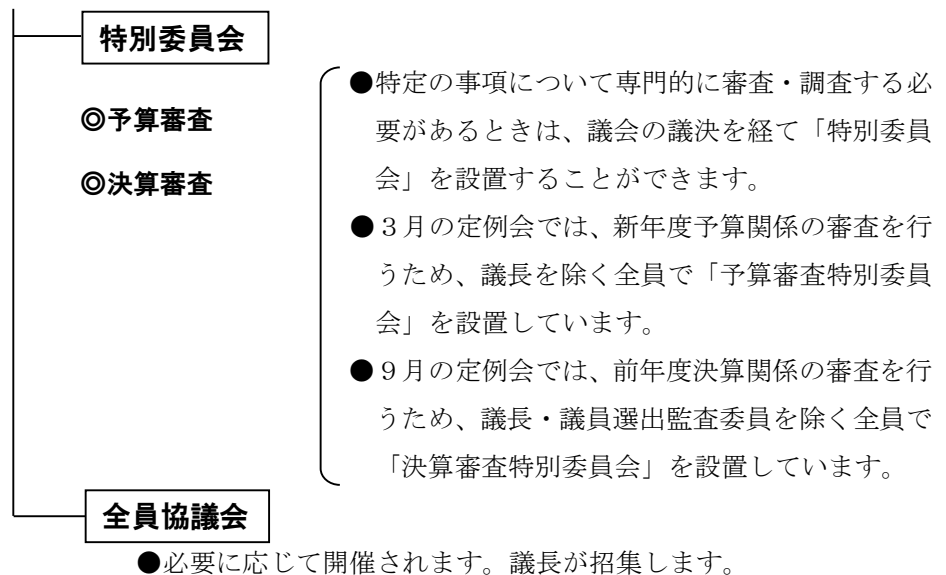 特別委員会
◎予算審査
◎決算審査
●特定の事項について専門的に審査・調査する必
要があるときは、議会の議決を経て「特別委員
会」を設置することができます。
●３月の定例会では、新年度予算関係の審査を行
うため、議長を除く全員で「予算審査特別委員
会」を設置しています。
●９月の定例会では、前年度決算関係の審査を行
うため、議長・議員選出監査委員を除く全員で
「決算審査特別委員会」を設置しています。
全員協議会
●必要に応じて開催されます。議長が招集します。